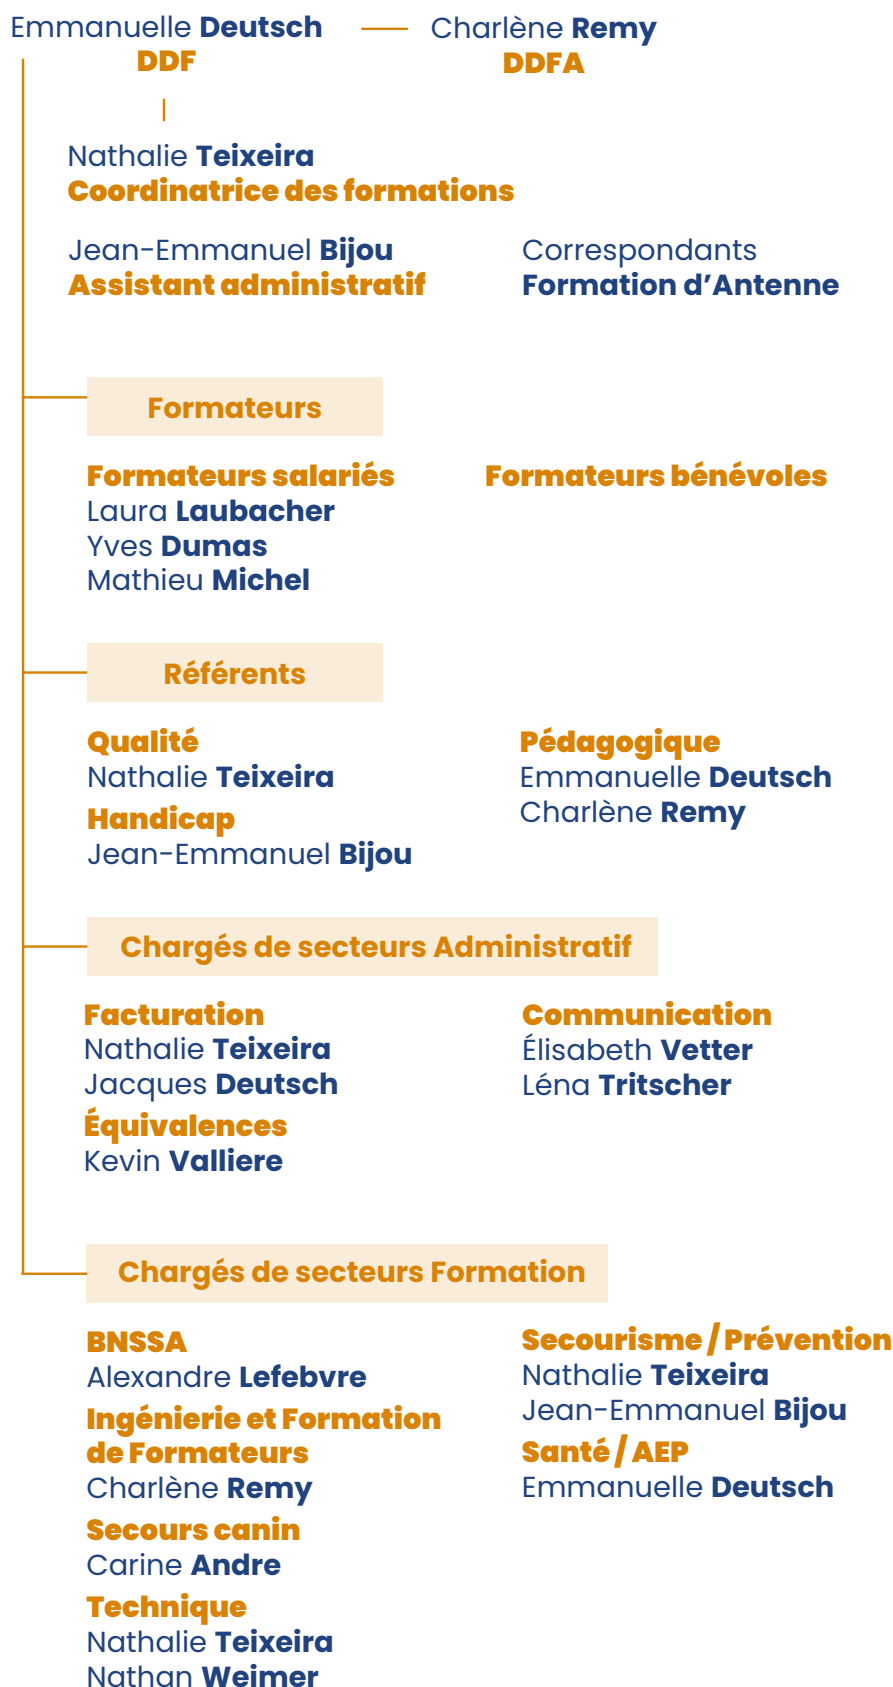 Emmanuelle Deutsch
DDF
Charlène Remy
DDFA
Nathalie Teixeira
Coordinatrice des formations
Jean-Emmanuel Bijou
Assistant administratif
Correspondants
Formation d'Antenne
Formateurs
Formateurs salariés
Laura Laubacher
Yves Dumas
Mathieu Michel
Formateurs bénévoles
Référents
Qualité
Nathalie Teixeira
Handicap
Jean-Emmanuel Bijou
Pédagogique
Emmanuelle Deutsch
Charlène Remy
Chargés de secteurs Administratif
Facturation
Nathalie Teixeira
Jacques Deutsch
Équivalences
Kevin Valliere
Communication
Élisabeth Vetter
Léna Tritscher
Chargés de secteurs Formation
BNSSA
Alexandre Lefebvre
Ingénierie et Formation
de Formateurs
Charlène Remy
Secours canin
Carine Andre
Technique
Nathalie Teixeira
Nathan Weimer
Secourisme / Prévention
Nathalie Teixeira
Jean-Emmanuel Bijou
Santé / AEP
Emmanuelle Deutsch